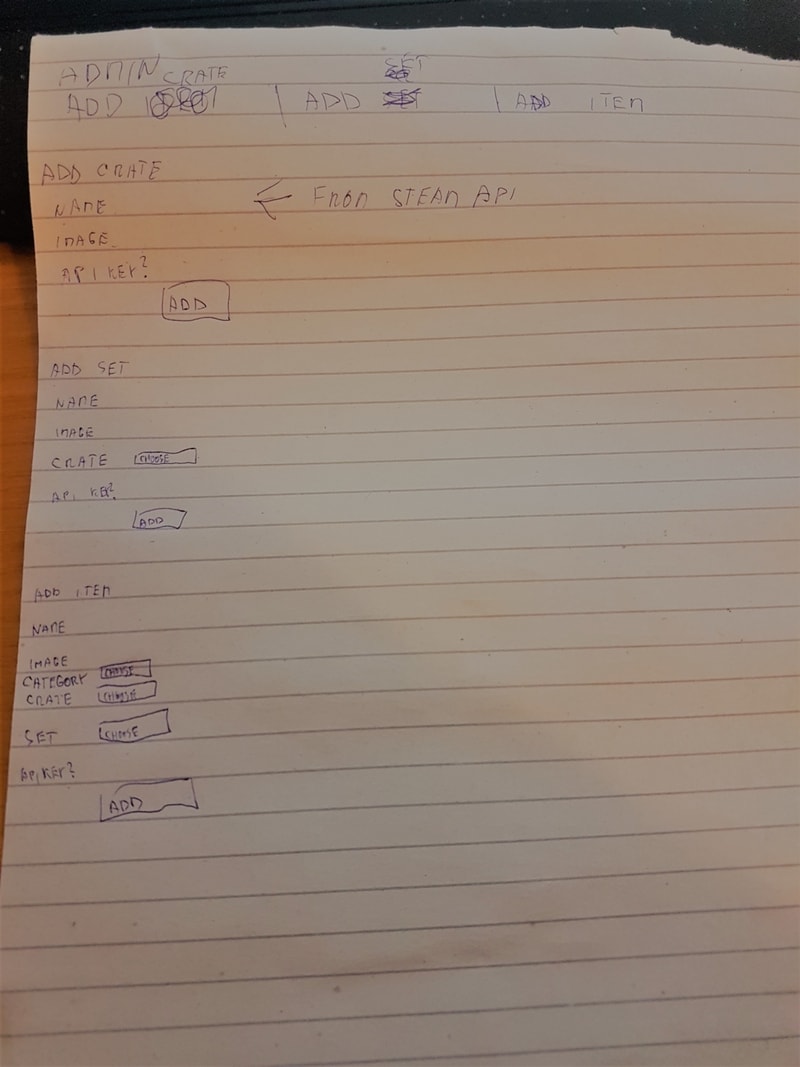 ADMIN CRATE SET
ADD | ADD | ADD ITEM
ADD CRATE
NAME ← FROM STEAM API
IMAGE
API KEY?
ADD
ADD SET
NAME
IMAGE
CRATE CHOOSE
API KEY?
ADD
ADD ITEM
NAME
IMAGE
CATEGORY CHOOSE
CRATE CHOOSE
SET CHOOSE
API KEY?
ADD